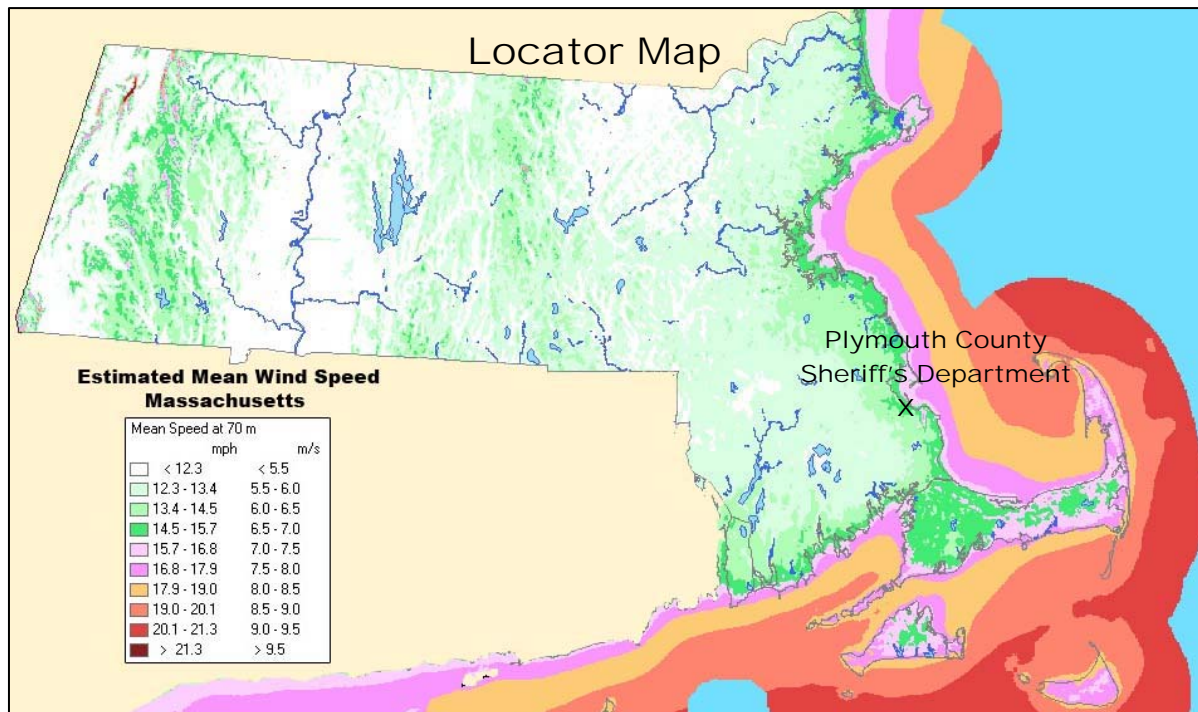 Locator Map
Plymouth County
Sheriff's Department
X
Estimated Mean Wind Speed
Massachusetts
Mean Speed at 70 m
mph m/s
< 12.3 < 5.5
12.3 - 13.4 5.5 - 6.0
13.4 - 14.5 6.0 - 6.5
14.5 - 15.7 6.5 - 7.0
15.7 - 16.8 7.0 - 7.5
16.8 - 17.9 7.5 - 8.0
17.9 - 19.0 8.0 - 8.5
19.0 - 20.1 8.5 - 9.0
20.1 - 21.3 9.0 - 9.5
> 21.3 > 9.5